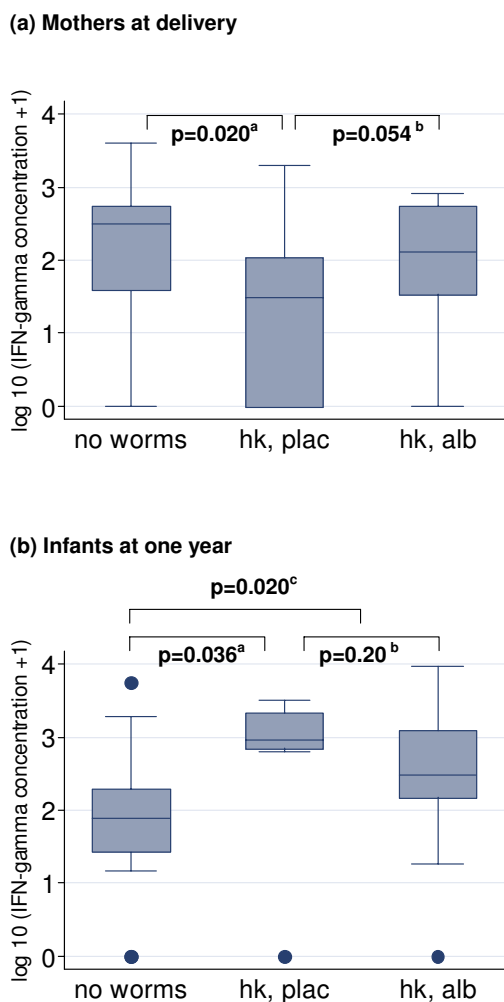 (a) Mothers at delivery
log 10 (IFN-gamma concentration +1)
4
p=0.020a
p=0.054 b
3
2
1
0
no worms
hk, plac
hk, alb
(b) Infants at one year
p=0.020c
log 10 (IFN-gamma concentration +1)
4
p=0.036a
p=0.20 b
3
2
1
0
no worms
hk, plac
hk, alb